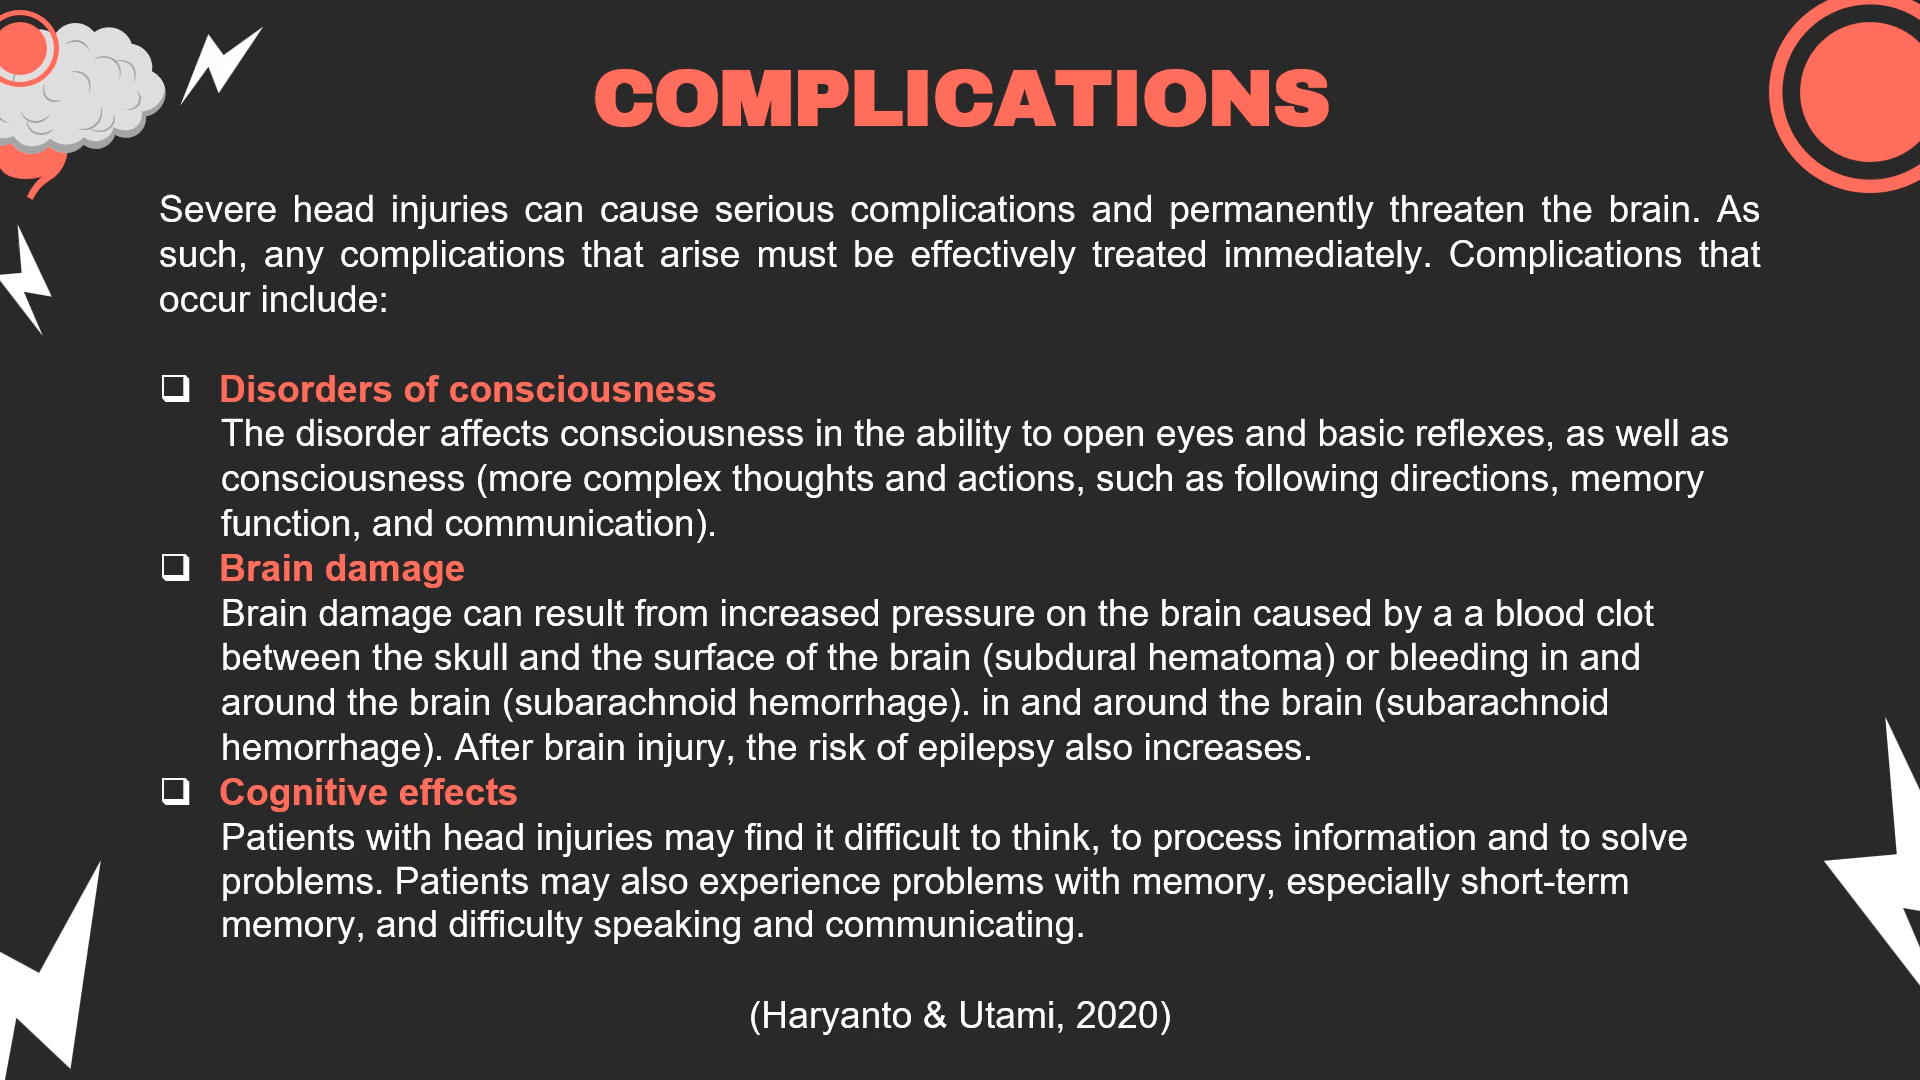 COMPLICATIONS
Severe head injuries can cause serious complications and permanently threaten the brain. As
such, any complications that arise must be effectively treated immediately. Complications that
occur include:
❑ Disorders of consciousness
The disorder affects consciousness in the ability to open eyes and basic reflexes, as well as
consciousness (more complex thoughts and actions, such as following directions, memory
function, and communication).
❑ Brain damage
Brain damage can result from increased pressure on the brain caused by a a blood clot
between the skull and the surface of the brain (subdural hematoma) or bleeding in and
around the brain (subarachnoid hemorrhage). in and around the brain (subarachnoid
hemorrhage). After brain injury, the risk of epilepsy also increases.
❑ Cognitive effects
Patients with head injuries may find it difficult to think, to process information and to solve
problems. Patients may also experience problems with memory, especially short-term
memory, and difficulty speaking and communicating.
(Haryanto & Utami, 2020)